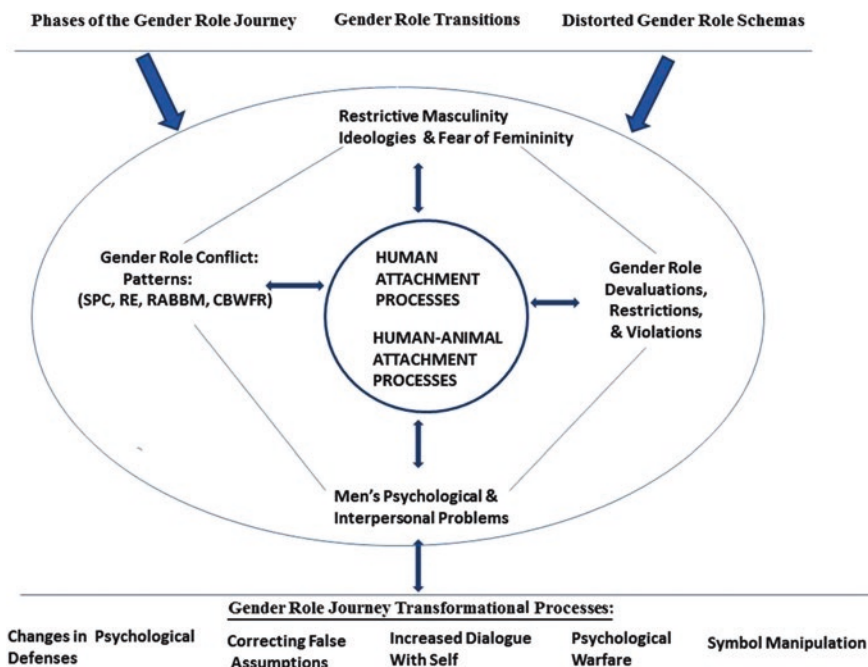 Phases of the Gender Role Journey
Gender Role Transitions
Distorted Gender Role Schemas
Restrictive Masculinity
Ideologies & Fear of Femininity
Gender Role Conflict:
Patterns:
(SPC, RE, RABBM, CBWFR)
HUMAN
ATTACHMENT
PROCESSES
HUMAN-ANIMAL
ATTACHMENT
PROCESSES
Gender Role
Devaluations,
Restrictions,
& Violations
Men's Psychological &
Interpersonal Problems
Gender Role Journey Transformational Processes:
Changes in Psychological
Defenses
Correcting False
Assumptions
Increased Dialogue
With Self
Psychological
Warfare
Symbol Manipulation